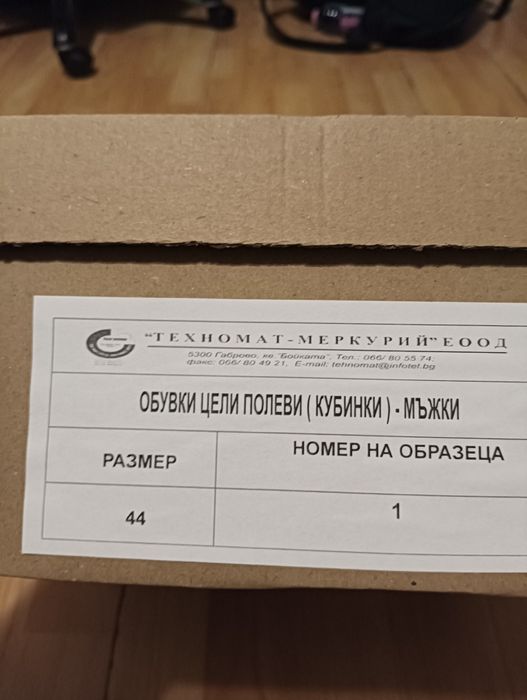 "ТЕХНОМАТ-МЕРКУРИЙ" ЕООД
5300 Габрово, кв. "Бойката", Тел.: 066/ 80 55 74;
факс: 066/ 80 49 21, E-mail: tehnomat@infotel.bg
ОБУВКИ ЦЕЛИ ПОЛЕВИ ( КУБИНКИ ) - МЪЖКИ
РАЗМЕР
НОМЕР НА ОБРАЗЕЦА
44
1